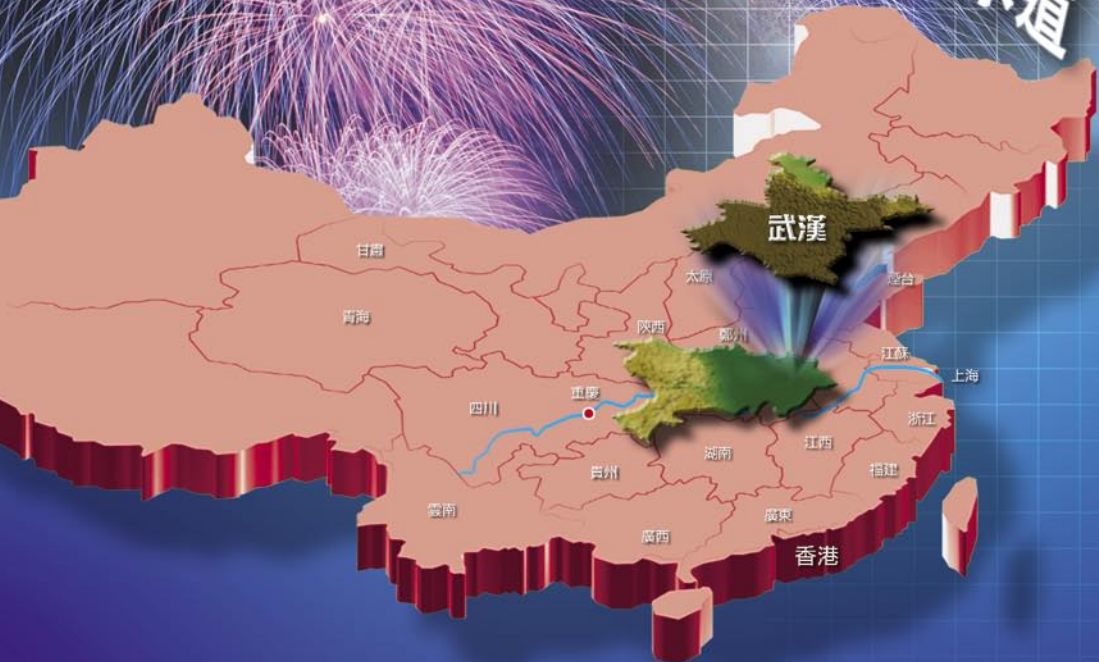 道
武漢
甘肅
太原
煙台
青海
陝西
鄭州
江蘇
上海
重慶
四川
浙江
江西
湖南
福建
貴州
雲南
廣東
廣西
香港